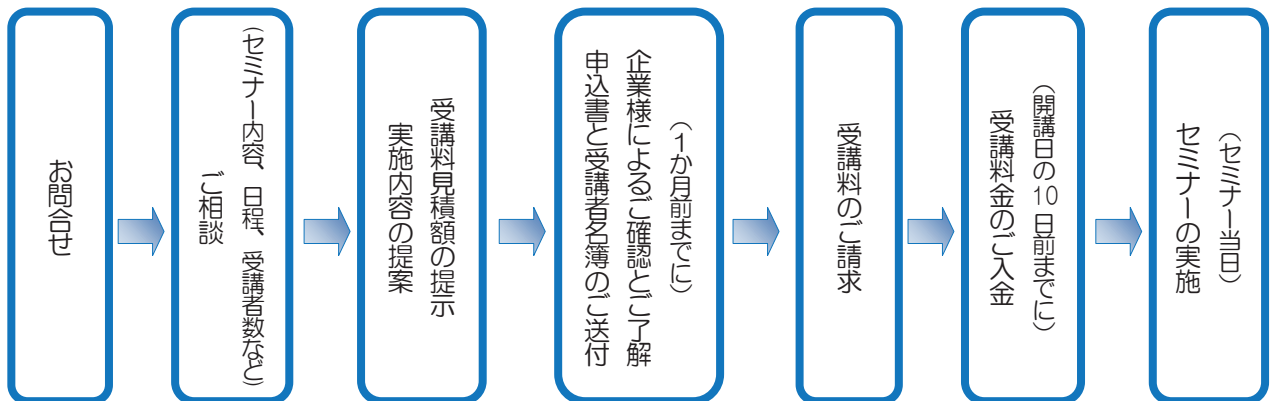 お問合せ
(セミナー内容、日程、受講者数など)
ご相談
受講料見積額の提示
実施内容の提案
(1か月前までに)
企業様によるご確認とご了解
申込書と受講者名簿のご送付
受講料のご請求
(開講日の10日前までに)
受講料金のご入金
(セミナー当日)
セミナーの実施